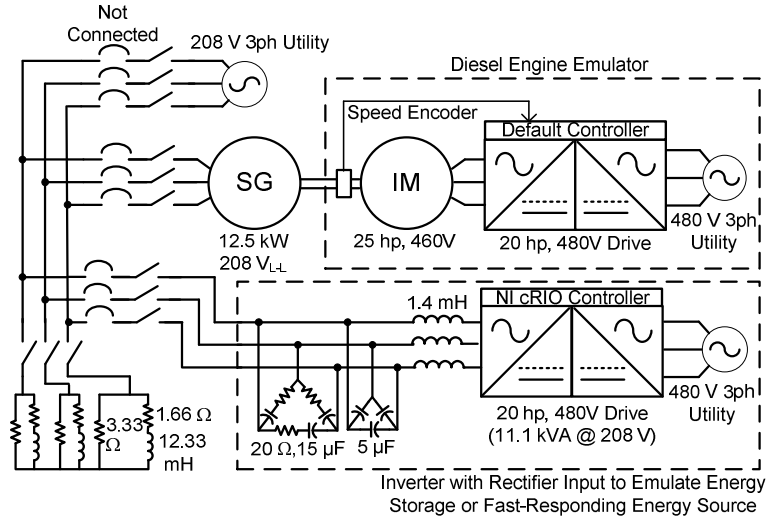 Not
Connected
208 V 3ph Utility
Diesel Engine Emulator
Speed Encoder
Default Controller
SG
IM
12.5 kW
208 VL-L
25 hp, 460V
20 hp, 480V Drive
480 V 3ph
Utility
1.4 mH
NI cRIO Controller
3.33
Ω
1.66 Ω
12.33
mH
20 Ω,15 µF
5 µF
20 hp, 480V Drive
(11.1 kVA @ 208 V)
480 V 3ph
Utility
Inverter with Rectifier Input to Emulate Energy
Storage or Fast-Responding Energy Source